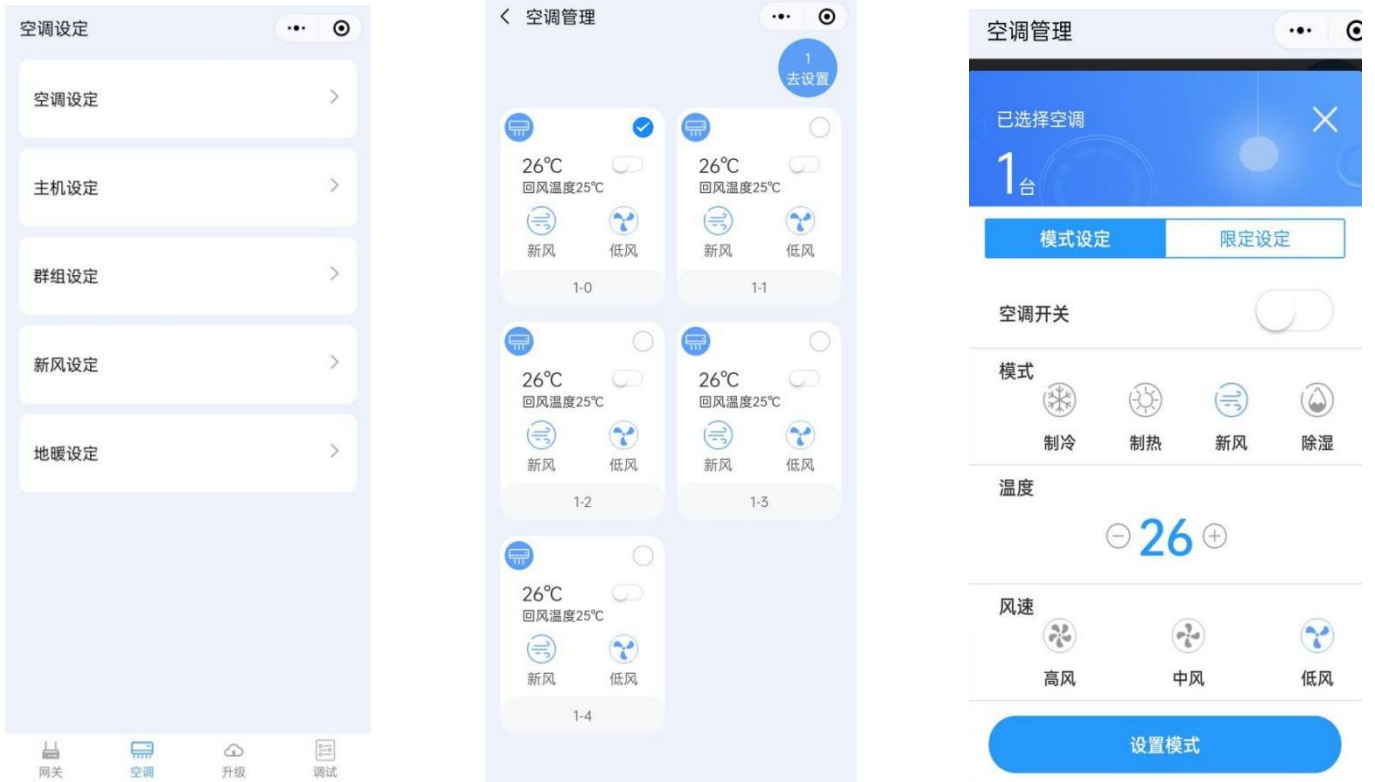 空调设定
空调设定
主机设定
群组设定
新风设定
地暖设定
网关
空调
升级
调试
空调管理
1
去设置
26℃
回风温度25℃
新风
低风
1-0
26℃
回风温度25℃
新风
低风
1-1
26℃
回风温度25℃
新风
低风
1-2
26℃
回风温度25℃
新风
低风
1-3
26℃
回风温度25℃
新风
低风
1-4
空调管理
已选择空调
1台
模式设定
限定设定
空调开关
模式
制冷
制热
新风
除湿
温度
26
风速
高风
中风
低风
设置模式